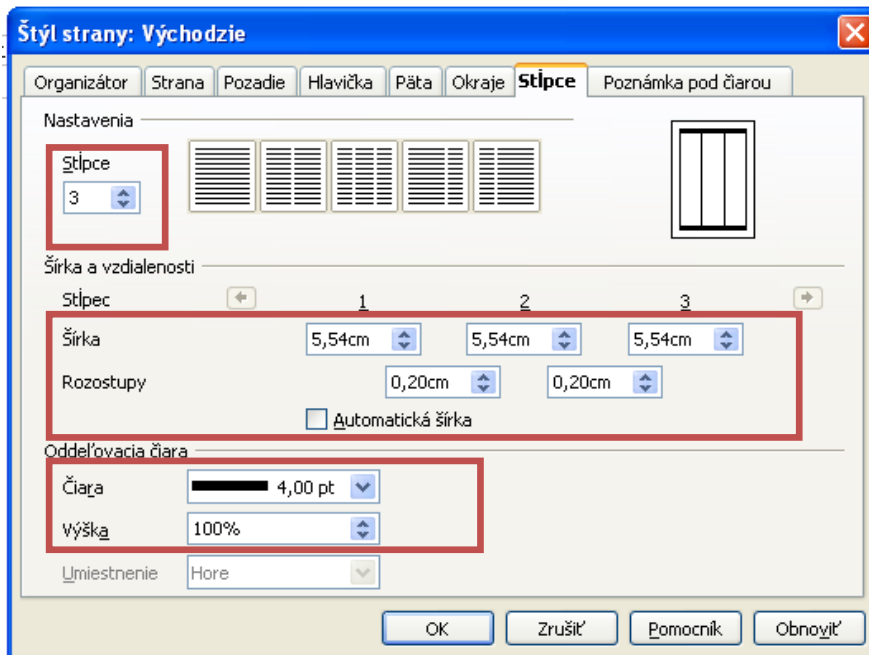 Štýl strany: Východzie
Organizátor Strana Pozadie Hlavička Päta Okraje Stĺpce Poznámka pod čiarou
Nastavenia
Stĺpce
3
Šírka a vzdialenosti
Stĺpec 1 2 3
Šírka 5,54cm 5,54cm 5,54cm
Rozostupy 0,20cm 0,20cm
Automatická šírka
Oddeľovacia čiara
Čiara 4,00 pt
Výška 100%
Umiestnenie Hore
OK Zrušiť Pomocník Obnoviť